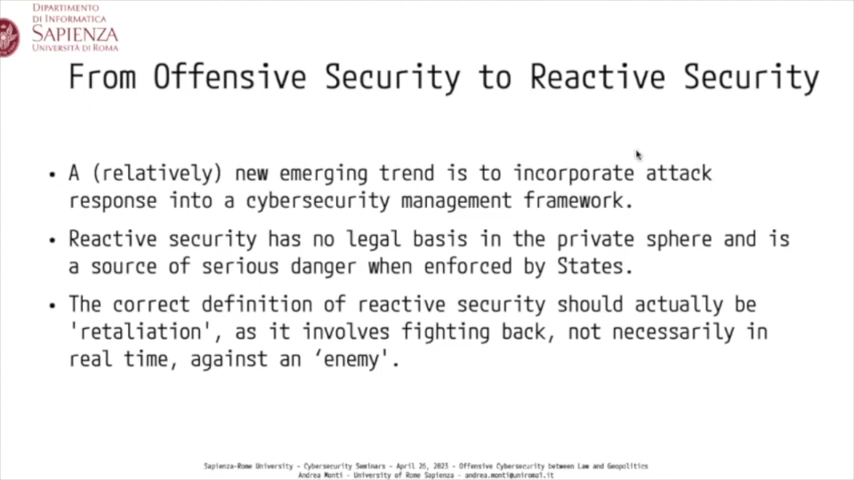 DIPARTIMENTO
DI INFORMATICA
SAPIENZA
UNIVERSITÀ DI ROMA
From Offensive Security to Reactive Security
• A (relatively) new emerging trend is to incorporate attack
response into a cybersecurity management framework.
• Reactive security has no legal basis in the private sphere and is
a source of serious danger when enforced by States.
• The correct definition of reactive security should actually be
'retaliation', as it involves fighting back, not necessarily in
real time, against an ‘enemy'.
Sapienza-Rome University - Cybersecurity Seminars - April 26, 2023 - Offensive Cybersecurity between Law and Geopolitics
Andrea Monti - University of Rome Sapienza - andrea.monti@uniroma1.it